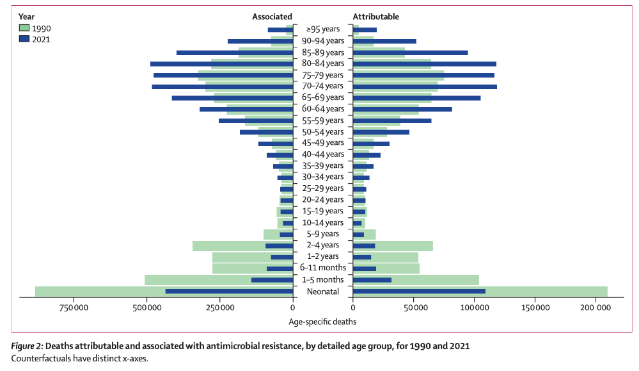 Year
1990
2021
Associated
Attributable
≥95 years
90–94 years
85–89 years
80–84 years
75–79 years
70–74 years
65–69 years
60–64 years
55–59 years
50–54 years
45–49 years
40–44 years
35–39 years
30–34 years
25–29 years
20–24 years
15–19 years
10–14 years
5–9 years
2–4 years
1–2 years
6–11 months
1–5 months
Neonatal
750 000 500 000 250 000 0 0 50 000 100 000 150 000 200 000
Age-specific deaths
Figure 2: Deaths attributable and associated with antimicrobial resistance, by detailed age group, for 1990 and 2021
Counterfactuals have distinct x-axes.